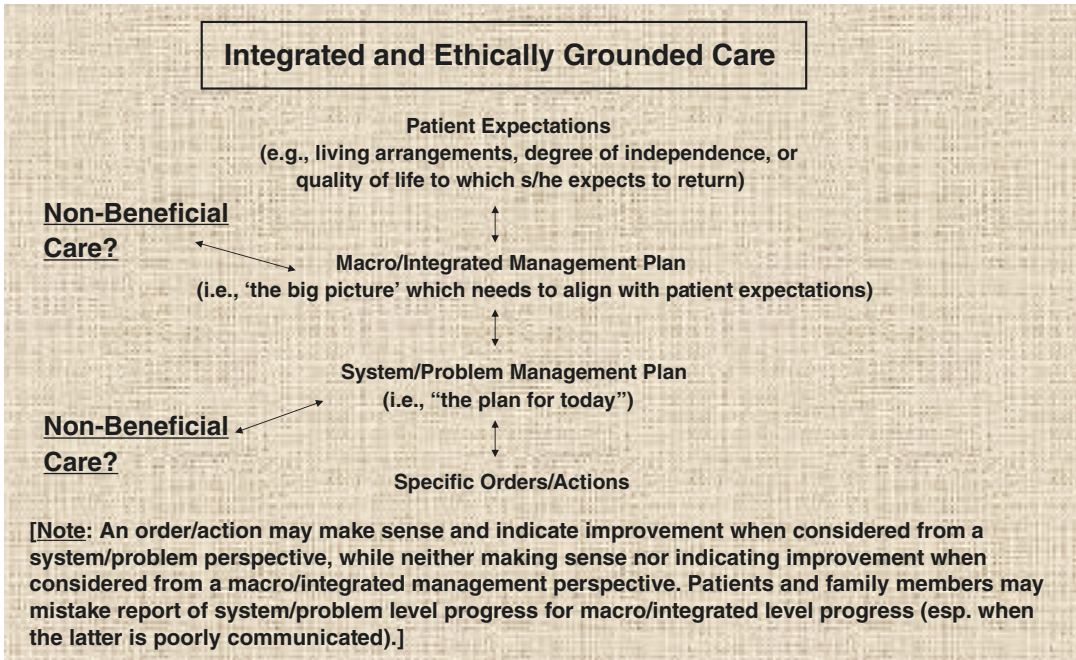 Integrated and Ethically Grounded Care
Patient Expectations
(e.g., living arrangements, degree of independence, or
quality of life to which s/he expects to return)
Non-Beneficial
Care?
Macro/Integrated Management Plan
(i.e., ‘the big picture’ which needs to align with patient expectations)
System/Problem Management Plan
(i.e., “the plan for today”)
Non-Beneficial
Care?
Specific Orders/Actions
[Note: An order/action may make sense and indicate improvement when considered from a
system/problem perspective, while neither making sense nor indicating improvement when
considered from a macro/integrated management perspective. Patients and family members may
mistake report of system/problem level progress for macro/integrated level progress (esp. when
the latter is poorly communicated).]